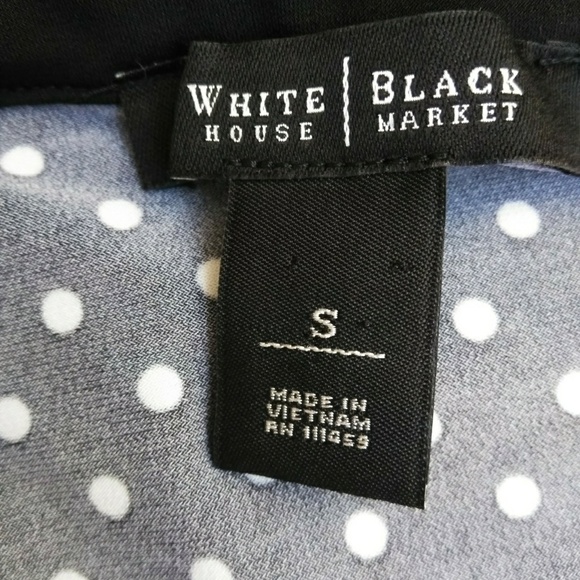 WHITE | BLACK
HOUSE | MARKET
S
MADE IN
VIETNAM
RN 111459